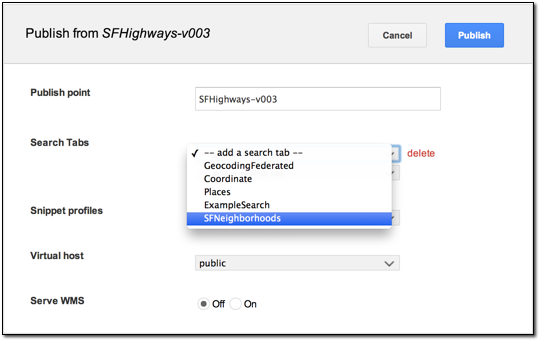 Publish from SFHighways-v003
Cancel
Publish
Publish point
SFHighways-v003
Search Tabs
✓ -- add a search tab --
delete
GeocodingFederated
Coordinate
Places
ExampleSearch
SFNeighborhoods
Snippet profiles
Virtual host
public
Serve WMS
Off
On